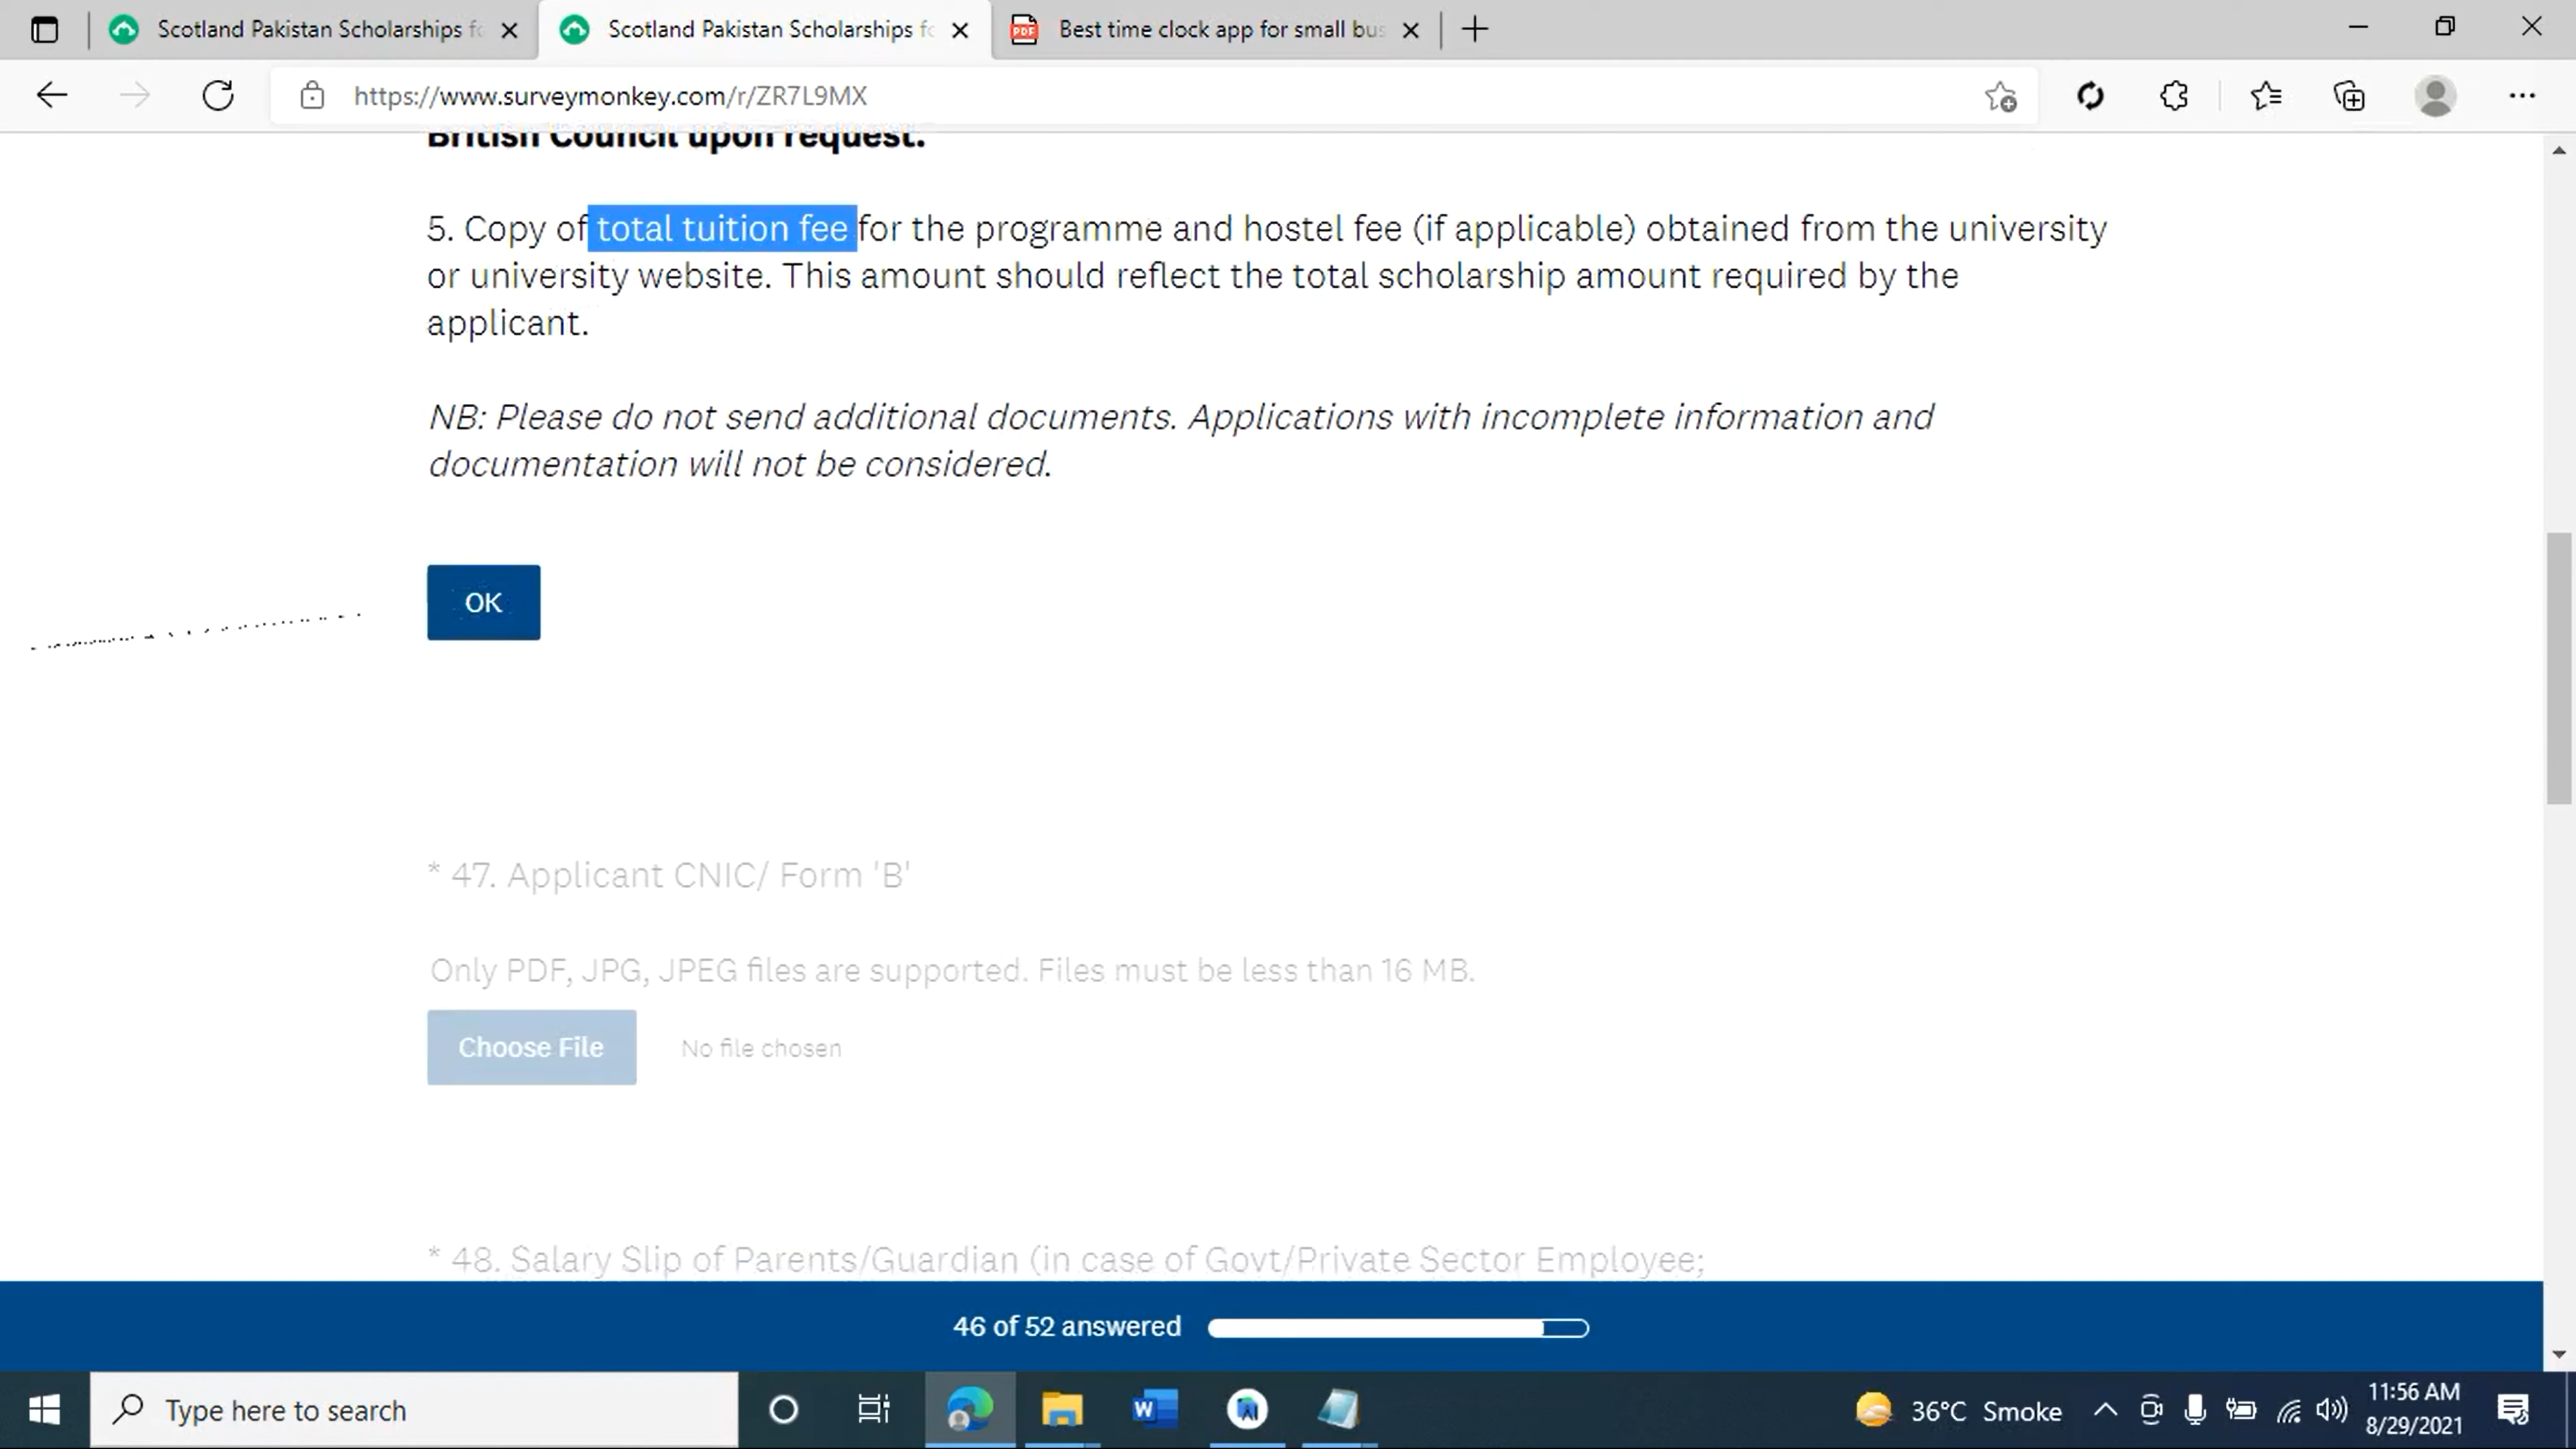 Scotland Pakistan Scholarships fo
Scotland Pakistan Scholarships fo
PDF
Best time clock app for small bus
https://www.surveymonkey.com/r/ZR7L9MX
British Council upon request.
5. Copy of total tuition fee for the programme and hostel fee (if applicable) obtained from the university
or university website. This amount should reflect the total scholarship amount required by the
applicant.
NB: Please do not send additional documents. Applications with incomplete information and
documentation will not be considered.
OK
* 47. Applicant CNIC/ Form 'B'
Only PDF, JPG, JPEG files are supported. Files must be less than 16 MB.
Choose File No file chosen
* 48. Salary Slip of Parents/Guardian (in case of Govt/Private Sector Employee;
46 of 52 answered
Type here to search
W
36°C Smoke
11:56 AM
8/29/2021